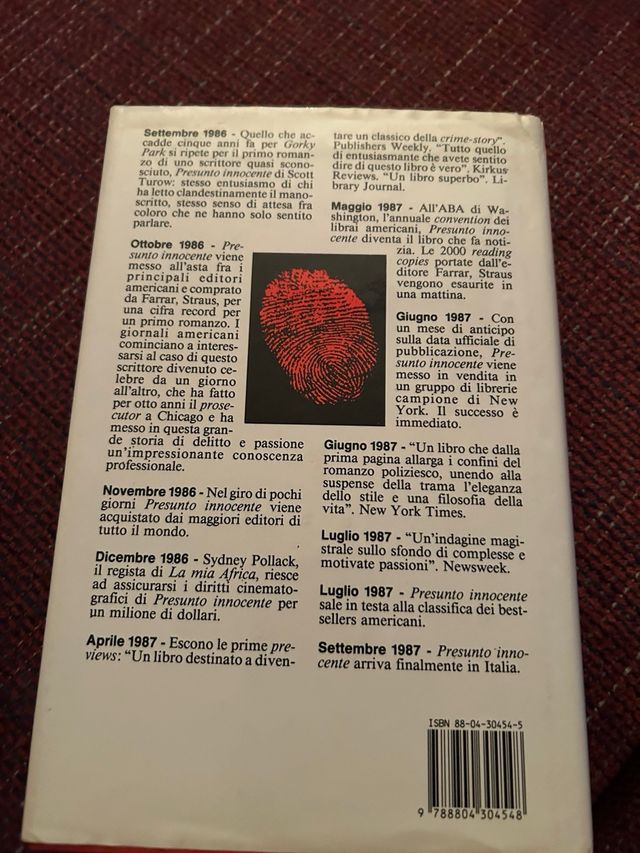 Settembre 1986 - Quello che ac-
cadde cinque anni fa per Gorky
Park si ripete per il primo roman-
zo di uno scrittore quasi scono-
sciuto, Presunto innocente di Scott
Turow: stesso entusiasmo di chi
ha letto clandestinamente il mano-
scritto, stesso senso di attesa fra
coloro che ne hanno solo sentito
parlare.
Ottobre 1986 - Pre-
sunto innocente viene
messo all'asta fra i
principali editori
americani e comprato
da Farrar, Straus, per
una cifra record per
un primo romanzo. I
giornali americani
cominciano a interes-
sarsi al caso di questo
scrittore divenuto ce-
lebre da un giorno
all'altro, che ha fatto
per otto anni il prose-
cutor a Chicago e ha
messo in questa gran-
de storia di delitto e passione
un'impressionante conoscenza
professionale.
Novembre 1986 - Nel giro di pochi
giorni Presunto innocente viene
acquistato dai maggiori editori di
tutto il mondo.
Dicembre 1986 - Sydney Pollack,
il regista di La mia Africa, riesce
ad assicurarsi i diritti cinemato-
grafici di Presunto innocente per
un milione di dollari.
Aprile 1987 - Escono le prime pre-
views: "Un libro destinato a diven-
tare un classico della crime-story".
Publishers Weekly. "Tutto quello
di entusiasmante che avete sentito
dire di questo libro è vero". Kirkus
Reviews. "Un libro superbo". Li-
brary Journal.
Maggio 1987 - All'ABA di Wa-
shington, l'annuale convention dei
librai americani, Presunto inno-
cente diventa il libro che fa noti-
zia. Le 2000 reading
copies portate dall'e-
ditore Farrar, Straus
vengono esaurite in
una mattina.
Giugno 1987 - Con
un mese di anticipo
sulla data ufficiale di
pubblicazione, Pre-
sunto innocente viene
messo in vendita in
un gruppo di librerie
campione di New
York. Il successo è
immediato.
Giugno 1987 - "Un libro che dalla
prima pagina allarga i confini del
romanzo poliziesco, unendo alla
suspense della trama l'eleganza
dello stile e una filosofia della
vita". New York Times.
Luglio 1987 - "Un'indagine magi-
strale sullo sfondo di complesse e
motivate passioni". Newsweek.
Luglio 1987 - Presunto innocente
sale in testa alla classifica dei best-
sellers americani.
Settembre 1987 - Presunto inno-
cente arriva finalmente in Italia.
ISBN 88-04-30454-5
9 788804 304548